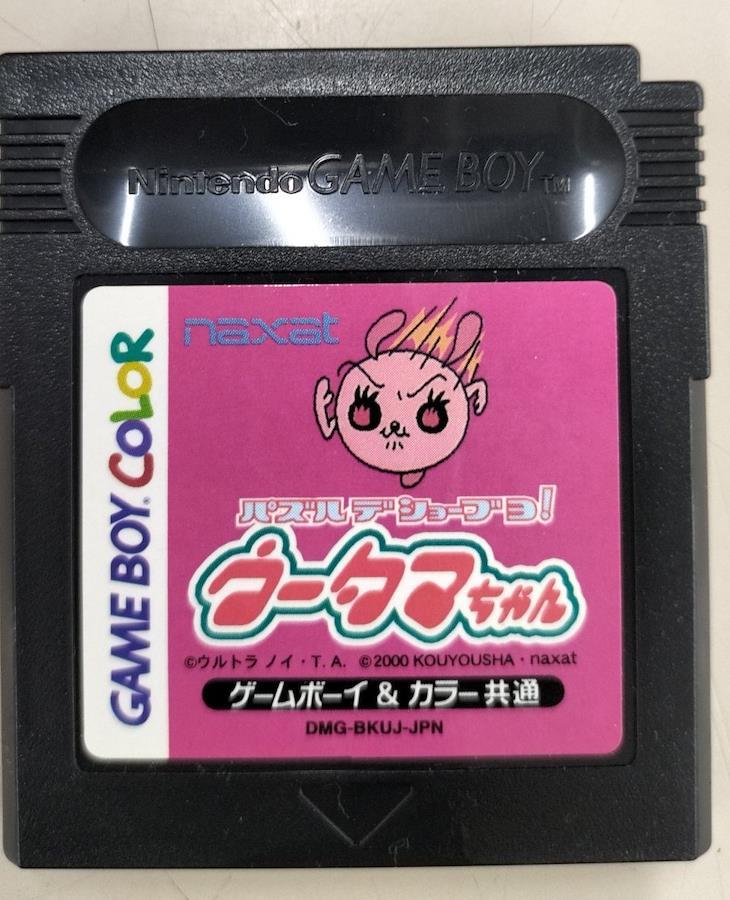 Nintendo GAME BOY TM
GAME BOY® COLOR
naxat
パズルデショーブヨ!
ウータマちゃん
©ウルトラ ノイ・T.A. ©2000 KOUYOUSHA・naxat
ゲームボーイ & カラー共通
DMG-BKUJ-JPN